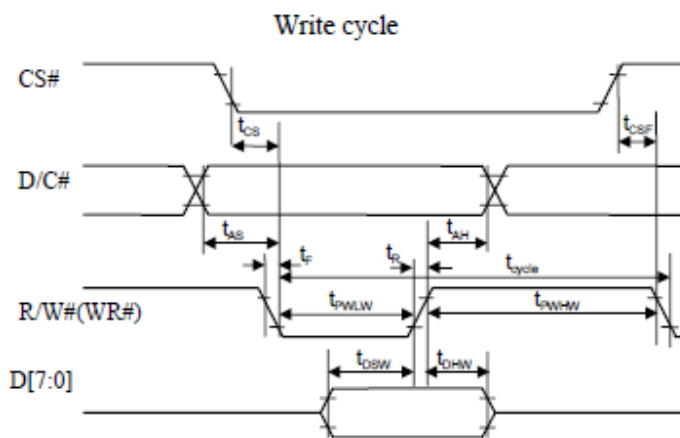 Write cycle
CS#
tCS
tCSF
D/C#
tAS
tAH
tF
tR
tcycle
R/W#(WR#)
tPWLW
tPWHW
tDSW
tDHW
D[7:0]